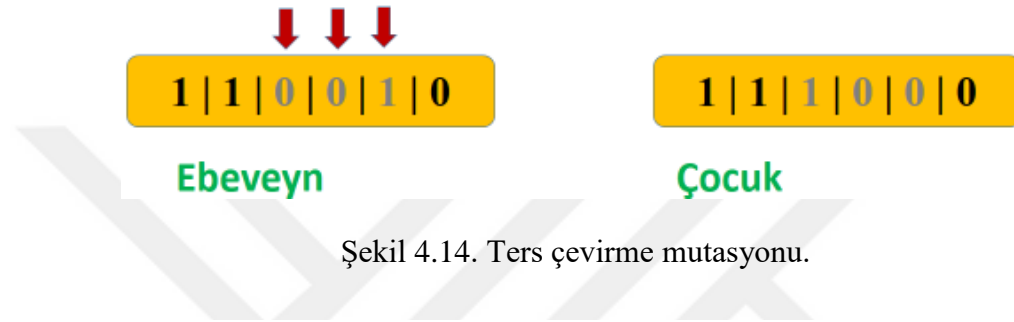 1 | 1 | 0 | 0 | 1 | 0
1 | 1 | 1 | 0 | 0 | 0
Ebeveyn
Çocuk
Şekil 4.14. Ters çevirme mutasyonu.